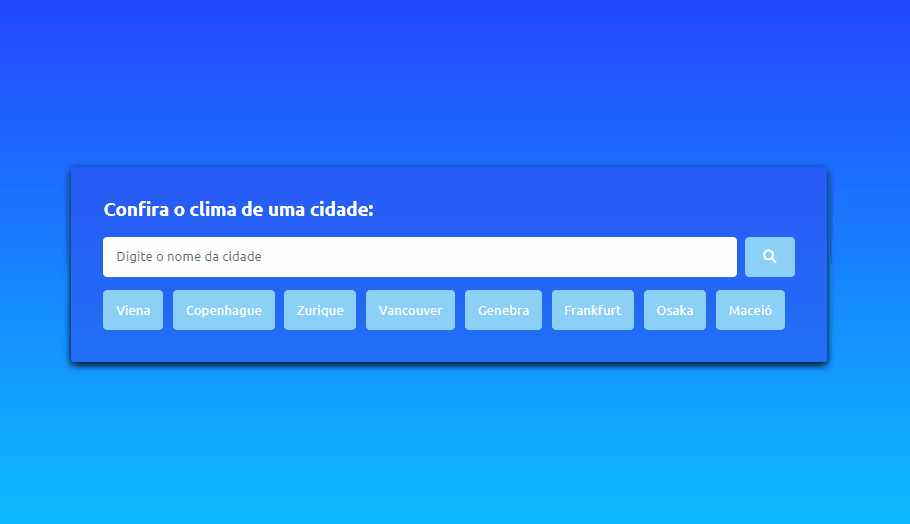 Confira o clima de uma cidade:
Digite o nome da cidade
Viena Copenhague Zurique Vancouver Genebra Frankfurt Osaka Maceió